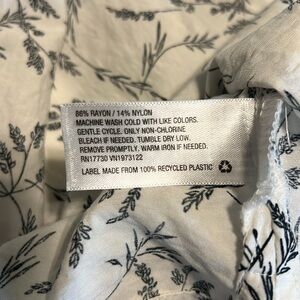 86% RAYON / 14% NYLON
MACHINE WASH COLD WITH LIKE COLORS.
GENTLE CYCLE. ONLY NON-CHLORINE
BLEACH IF NEEDED. TUMBLE DRY LOW.
REMOVE PROMPTLY. WARM IRON IF NEEDED.
RN17730 VN1973122
LABEL MADE FROM 100% RECYCLED PLASTIC